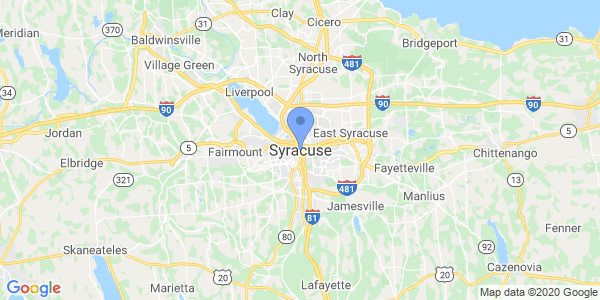 Clay
Cicero
31
Meridian
370
Baldwinsville
Bridgeport
31
North
Syracuse
481
Village Green
34
Liverpool
90
90
90
Jordan
East Syracuse
5
5
Fairmount
Syracuse
Chittenango
Elbridge
Fayetteville
321
481
13
Manlius
Jamesville
81
Fenner
80
92
Skaneateles
20
20
Cazenovia
Marietta
Lafayette
Google
Map data ©2020 Google